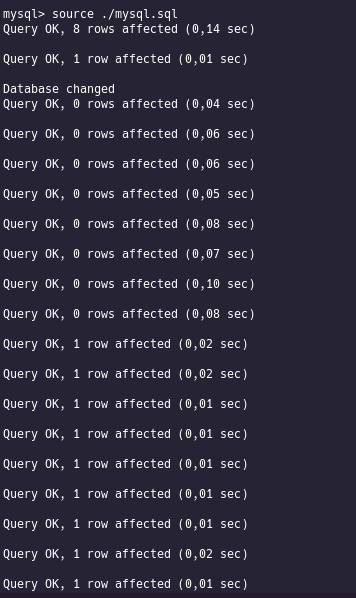 mysql> source ./mysql.sql
Query OK, 8 rows affected (0,14 sec)
Query OK, 1 row affected (0,01 sec)
Database changed
Query OK, 0 rows affected (0,04 sec)
Query OK, 0 rows affected (0,06 sec)
Query OK, 0 rows affected (0,06 sec)
Query OK, 0 rows affected (0,05 sec)
Query OK, 0 rows affected (0,08 sec)
Query OK, 0 rows affected (0,07 sec)
Query OK, 0 rows affected (0,10 sec)
Query OK, 0 rows affected (0,08 sec)
Query OK, 1 row affected (0,02 sec)
Query OK, 1 row affected (0,02 sec)
Query OK, 1 row affected (0,01 sec)
Query OK, 1 row affected (0,01 sec)
Query OK, 1 row affected (0,01 sec)
Query OK, 1 row affected (0,01 sec)
Query OK, 1 row affected (0,01 sec)
Query OK, 1 row affected (0,02 sec)
Query OK, 1 row affected (0,01 sec)